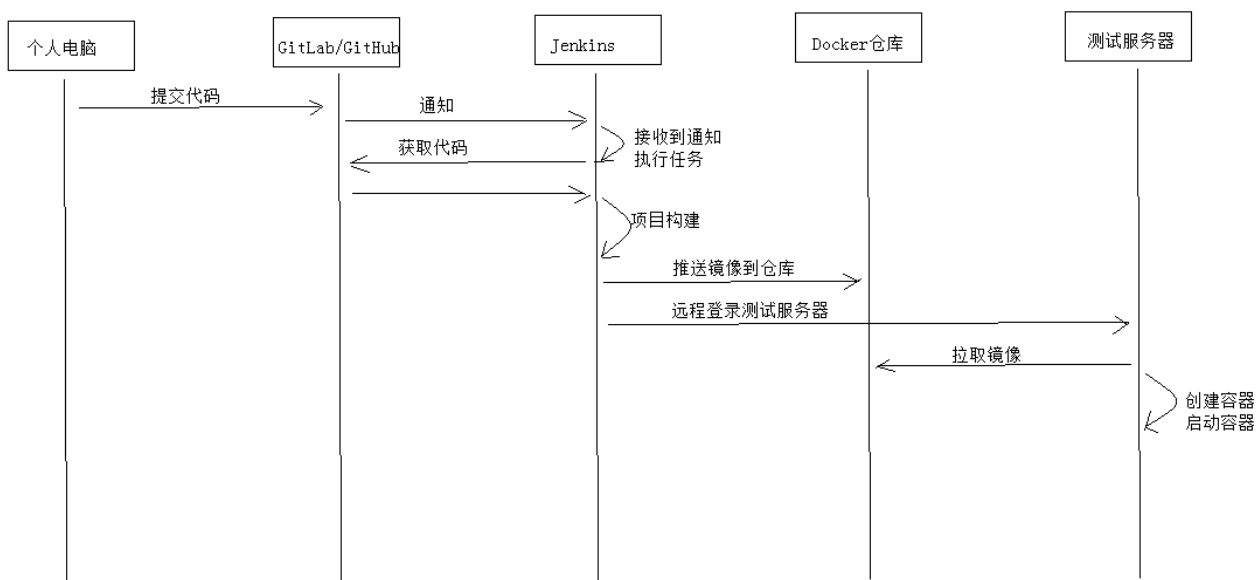 个人电脑
GitLab/GitHub
Jenkins
Docker仓库
测试服务器
提交代码
通知
接收到通知
执行任务
获取代码
项目构建
推送镜像到仓库
远程登录测试服务器
拉取镜像
创建容器
启动容器